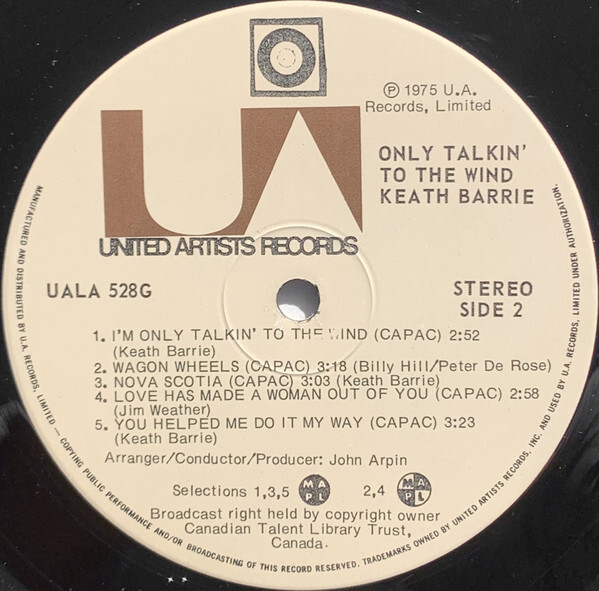 ℗ 1975 U.A.
Records, Limited
UA
UNITED ARTISTS RECORDS
ONLY TALKIN'
TO THE WIND
KEATH BARRIE
UALA 528G
STEREO
SIDE 2
1. I'M ONLY TALKIN' TO THE WIND (CAPAC) 2:52
(Keath Barrie)
2. WAGON WHEELS (CAPAC) 3:18 (Billy Hill/Peter De Rose)
3. NOVA SCOTIA (CAPAC) 3:03 (Keath Barrie)
4. LOVE HAS MADE A WOMAN OUT OF YOU (CAPAC) 2:58
(Jim Weather)
5. YOU HELPED ME DO IT MY WAY (CAPAC) 3:23
(Keath Barrie)
Arranger/Conductor/Producer: John Arpin
Selections 1,3,5 MAPL 2,4 MAPL
Broadcast right held by copyright owner
Canadian Talent Library Trust,
Canada.
MANUFACTURED AND DISTRIBUTED BY U.A. RECORDS, LIMITED — COPYING PUBLIC PERFORMANCE AND/OR BROADCASTING OF THIS RECORD RESERVED. TRADEMARKS OWNED BY UNITED ARTISTS RECORDS, INC. AND USED BY U.A. RECORDS, LIMITED UNDER AUTHORIZATION.